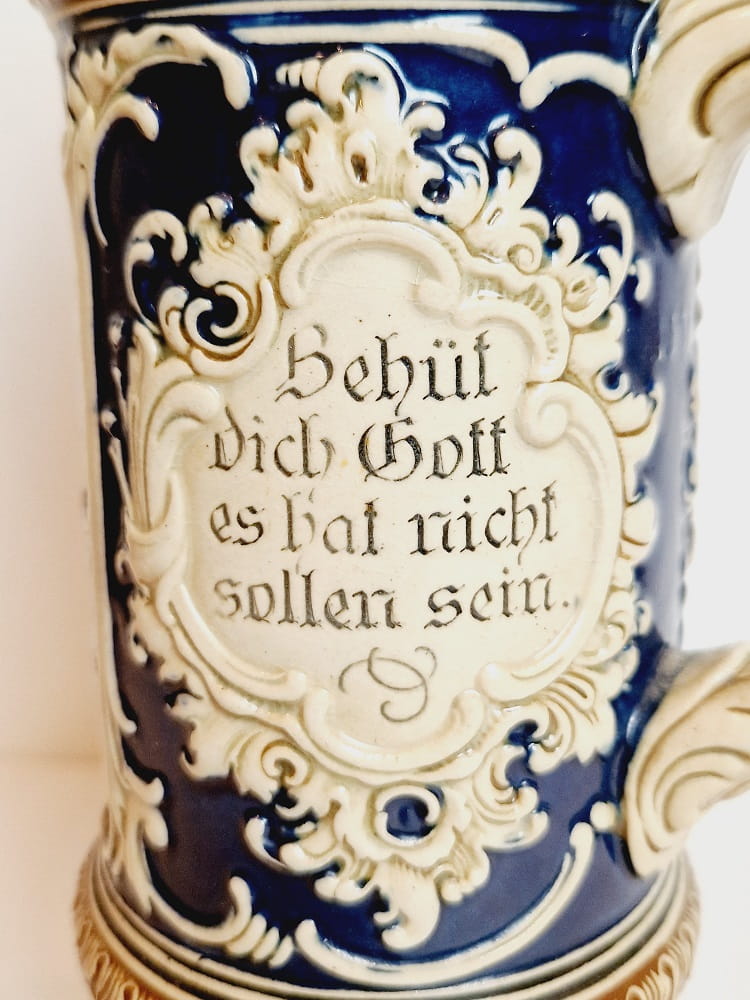 Behüt
dich Gott
es hat nicht
sollen sein.